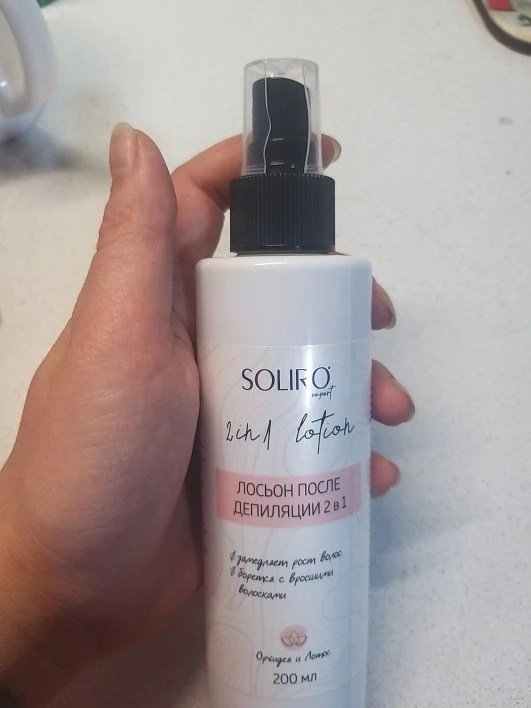 SOLIRO
expert
2in1 lotion
ЛОСЬОН ПОСЛЕ
ДЕПИЛЯЦИИ 2 в 1
замедляет рост волос
борется с вросшими
волосками
Орхидея и Лотос
200 мл